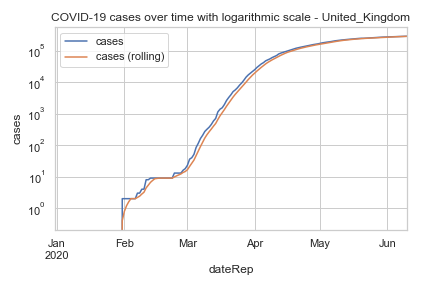 COVID-19 cases over time with logarithmic scale - United_Kingdom
cases
cases (rolling)
10^5
10^4
10^3
10^2
10^1
10^0
cases
Jan
2020
Feb
Mar
Apr
May
Jun
dateRep